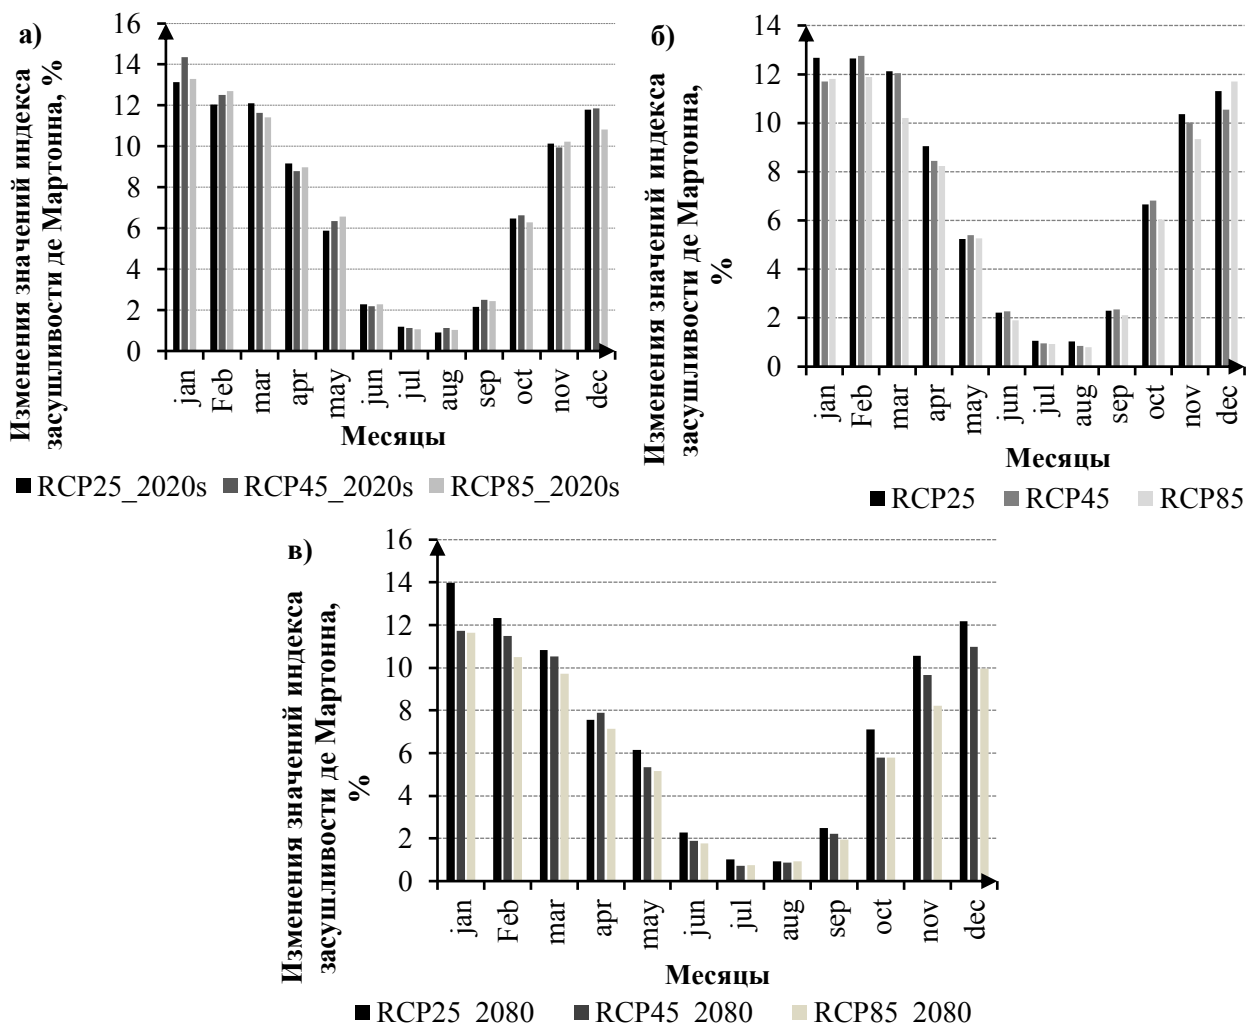 а)
Изменения значений индекса
засушливости де Мартонна, %
16
14
12
10
8
6
4
2
0
jan
Feb
mar
apr
may
jun
jul
aug
sep
oct
nov
dec
Месяцы
RCP25_2020s RCP45_2020s RCP85_2020s
б)
Изменения значений индекса
засушливости де Мартонна,
%
14
12
10
8
6
4
2
0
jan
Feb
mar
apr
may
jun
jul
aug
sep
oct
nov
dec
Месяцы
RCP25 RCP45 RCP85
в)
Изменения значений индекса
засушливости де Мартонна,
%
16
14
12
10
8
6
4
2
0
jan
Feb
mar
apr
may
jun
jul
aug
sep
oct
nov
dec
Месяцы
RCP25 2080 RCP45 2080 RCP85 2080